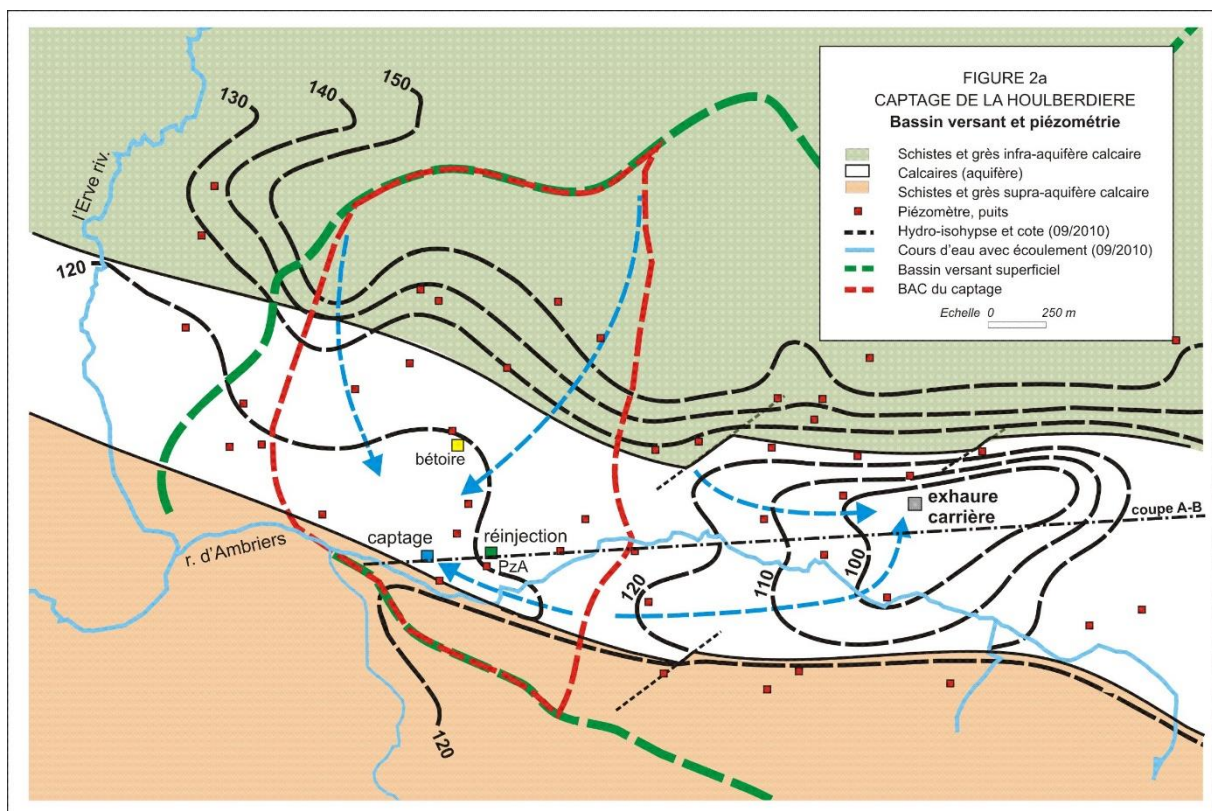 130
140
150
l'Erve riv.
FIGURE 2a
CAPTAGE DE LA HOULBERDIERE
Bassin versant et piézométrie
Schistes et grès infra-aquifère calcaire
Calcaires (aquifère)
Schistes et grès supra-aquifère calcaire
Piézomètre, puits
Hydro-isohypse et cote (09/2010)
Cours d'eau avec écoulement (09/2010)
Bassin versant superficiel
BAC du captage
Echelle 0 250 m
120
bétoire
exhaure
carrière
coupe A-B
r. d'Ambriers
captage
réinjection
PzA
120
110
100
120